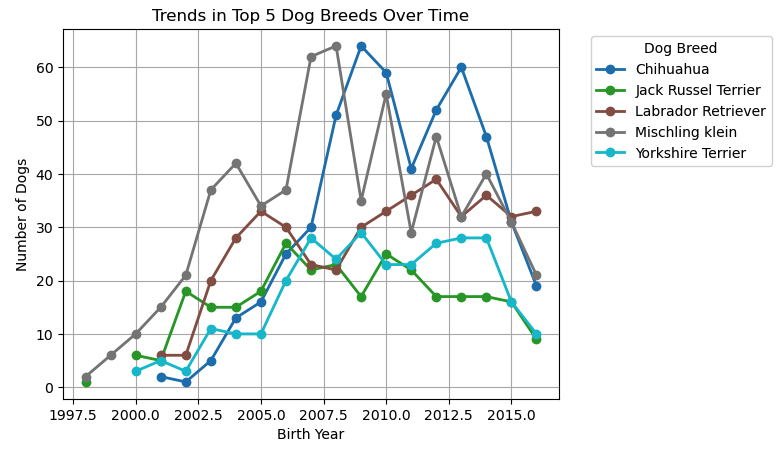 Trends in Top 5 Dog Breeds Over Time
Number of Dogs
60
50
40
30
20
10
0
1997.5 2000.0 2002.5 2005.0 2007.5 2010.0 2012.5 2015.0
Birth Year
Dog Breed
Chihuahua
Jack Russel Terrier
Labrador Retriever
Mischling klein
Yorkshire Terrier